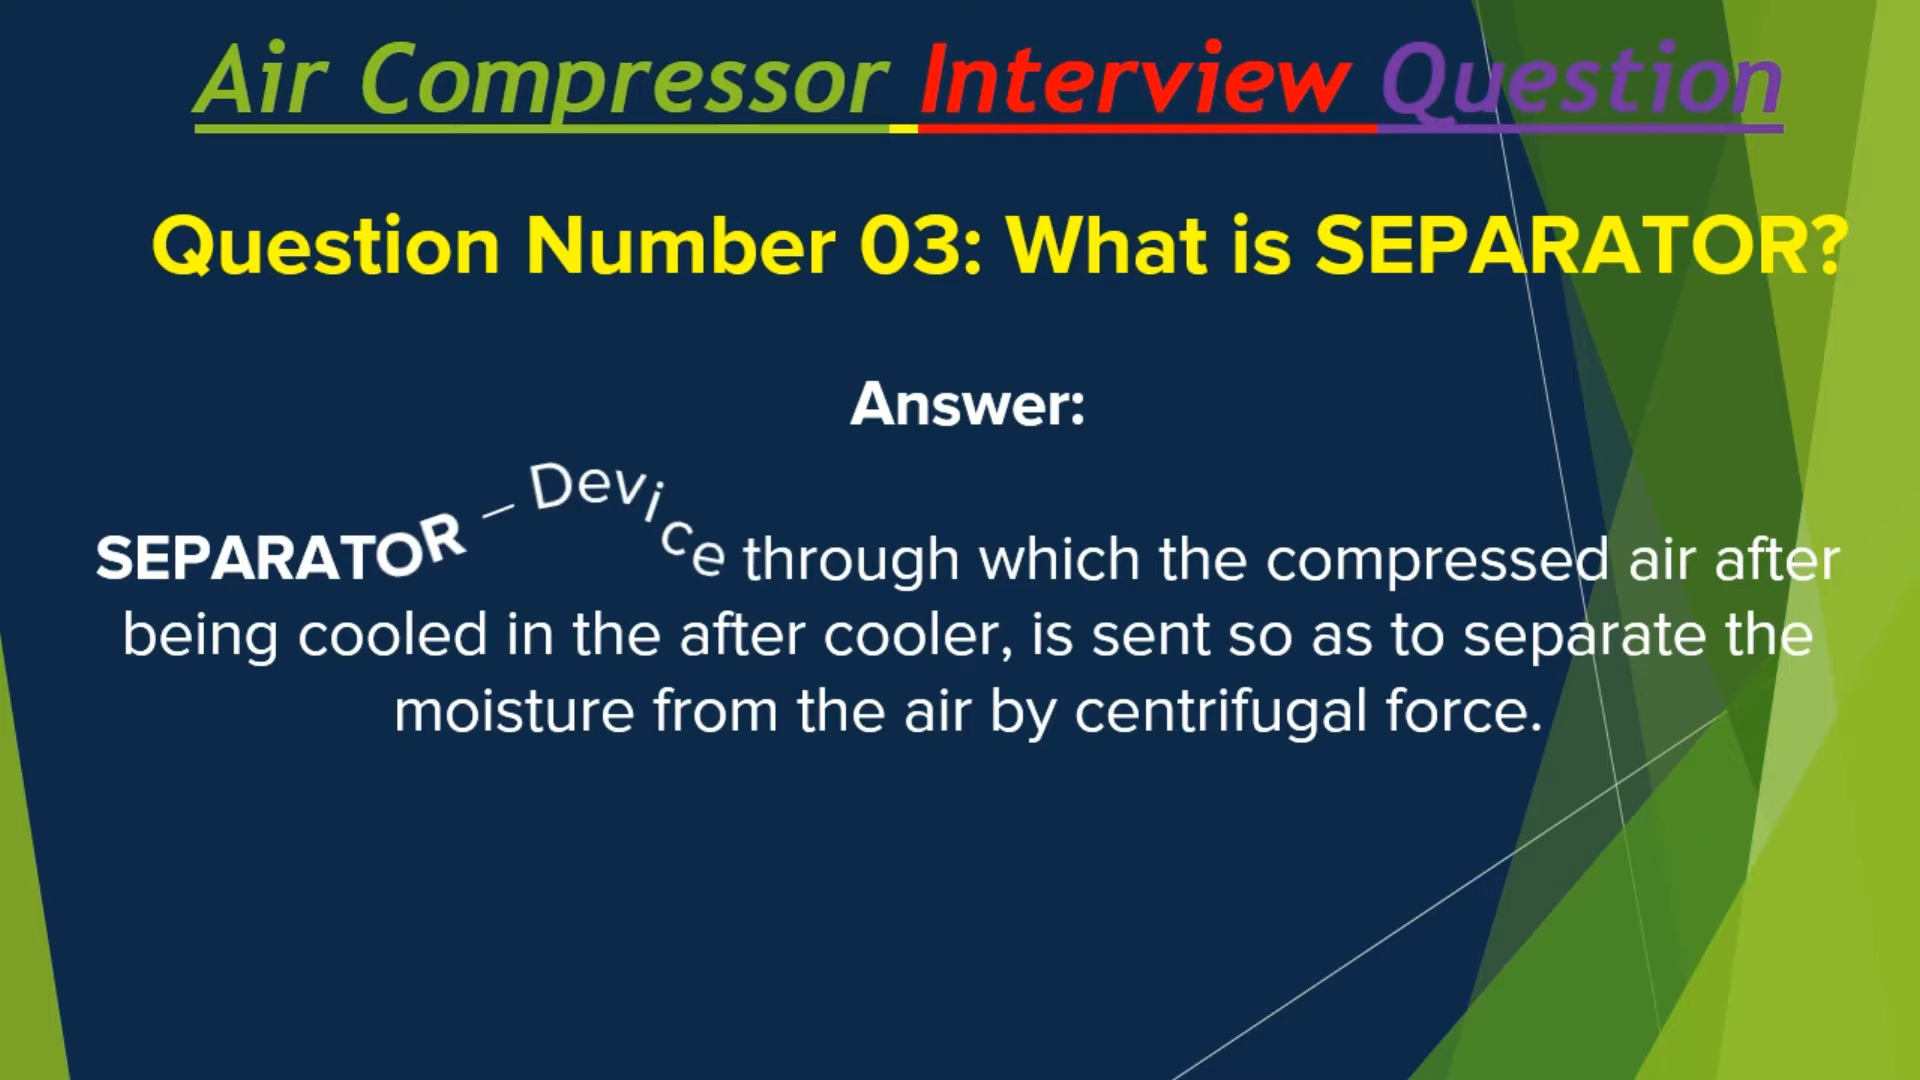 Air Compressor Interview Question
Question Number 03: What is SEPARATOR?
Answer:
SEPARATOR – Device through which the compressed air after
being cooled in the after cooler, is sent so as to separate the
moisture from the air by centrifugal force.